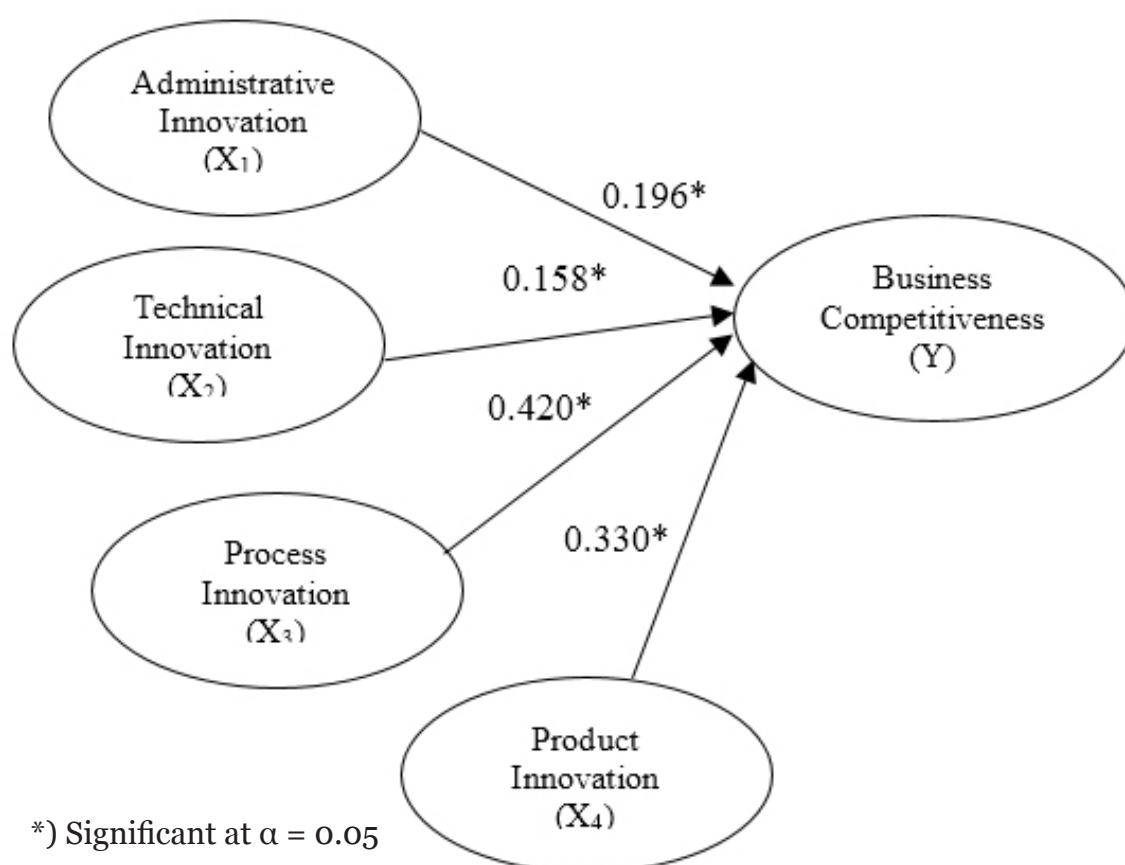 Administrative
Innovation
(X₁)
0.196*
Technical
Innovation
(X₂)
0.158*
Business
Competitiveness
(Y)
0.420*
Process
Innovation
(X₃)
0.330*
Product
Innovation
(X₄)
*) Significant at α = 0.05